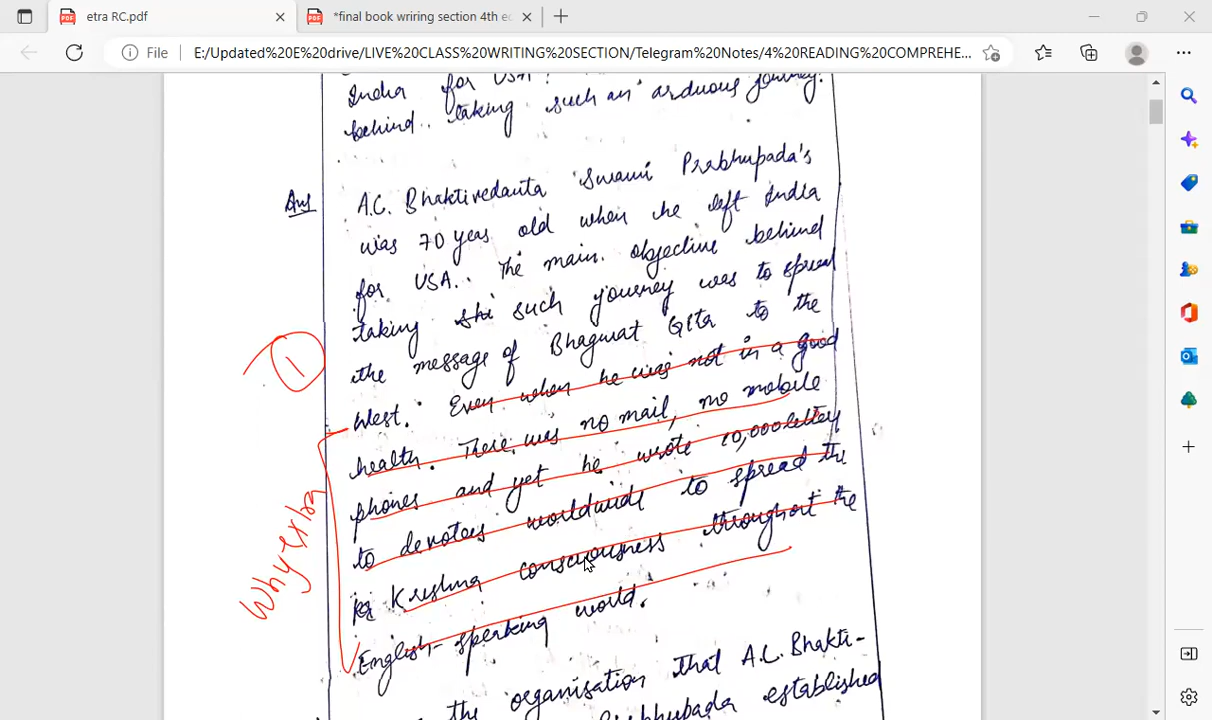 etra RC.pdf
*final book wriring section 4th ec
File
E:/Updated%20E%20drive/LIVE%20CLASS%20WRITING%20SECTION/Telegram%20Notes/4%20READING%20COMPREHE...
India for USA?
behind.. taking such an arduous journey.
Ans
A.C. Bhaktivedanta Swami Prabhupada's
was 70 yeas old when he left India
for USA.. The main objective behind
taking shi such journey was to spread
the message of Bhagwat Gita to the
West. Even when he was not in a good
health. There was no mail, no mobile
phones and yet he wrote 10,000 letters
to devotees worldwide to spread the
Krishna consciousness throughout the
English-speaking world.
1
Why extra
the organisation that A.C. Bhakti-
Prabhupada established